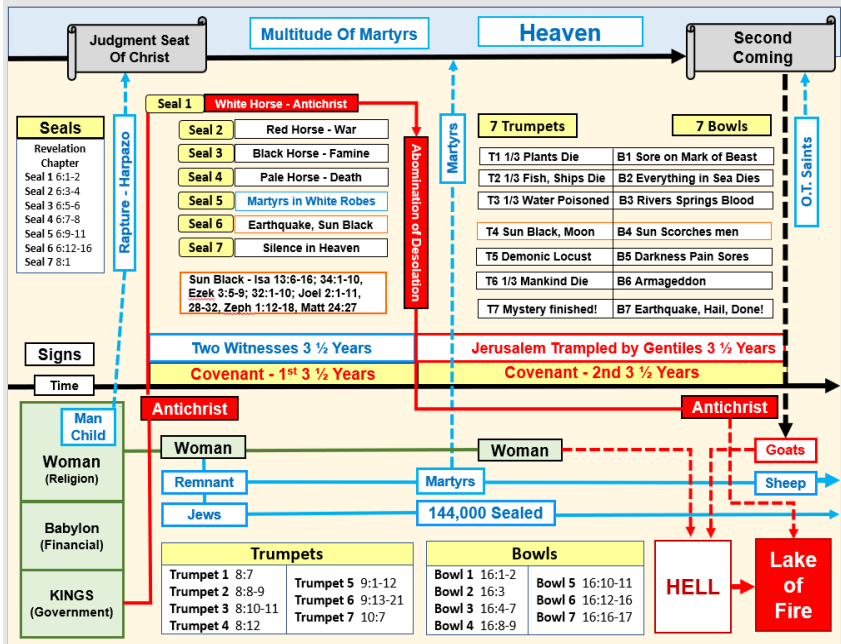 Judgment Seat
Of Christ
Multitude Of Martyrs
Heaven
Second
Coming
Seals
Revelation
Chapter
Seal 1 6:1-2
Seal 2 6:3-4
Seal 3 6:5-6
Seal 4 6:7-8
Seal 5 6:9-11
Seal 6 6:12-16
Seal 7 8:1
Rapture - Harpazo
Seal 1 White Horse - Antichrist
Seal 2 Red Horse - War
Seal 3 Black Horse - Famine
Seal 4 Pale Horse - Death
Seal 5 Martyrs in White Robes
Seal 6 Earthquake, Sun Black
Seal 7 Silence in Heaven
Sun Black - Isa 13:6-16; 34:1-10,
Ezek 3:5-9; 32:1-10; Joel 2:1-11,
28-32, Zeph 1:12-18, Matt 24:27
Abomination of Desolation
Martyrs
7 Trumpets 7 Bowls
T1 1/3 Plants Die B1 Sore on Mark of Beast
T2 1/3 Fish, Ships Die B2 Everything in Sea Dies
T3 1/3 Water Poisoned B3 Rivers Springs Blood
T4 Sun Black, Moon B4 Sun Scorches men
T5 Demonic Locust B5 Darkness Pain Sores
T6 1/3 Mankind Die B6 Armageddon
T7 Mystery finished! B7 Earthquake, Hail, Done!
O.T. Saints
Signs
Two Witnesses 3 ½ Years
Jerusalem Trampled by Gentiles 3 ½ Years
Covenant - 1st 3 ½ Years
Covenant - 2nd 3 ½ Years
Time
Man
Child
Woman
(Religion)
Babylon
(Financial)
KINGS
(Government)
Antichrist
Antichrist
Woman
Woman
Goats
Remnant
Martyrs
Sheep
Jews
144,000 Sealed
Trumpets
Trumpet 1 8:7
Trumpet 2 8:8-9
Trumpet 3 8:10-11
Trumpet 4 8:12
Trumpet 5 9:1-12
Trumpet 6 9:13-21
Trumpet 7 10:7
Bowls
Bowl 1 16:1-2
Bowl 2 16:3
Bowl 3 16:4-7
Bowl 4 16:8-9
Bowl 5 16:10-11
Bowl 6 16:12-16
Bowl 7 16:16-17
HELL
Lake
of
Fire